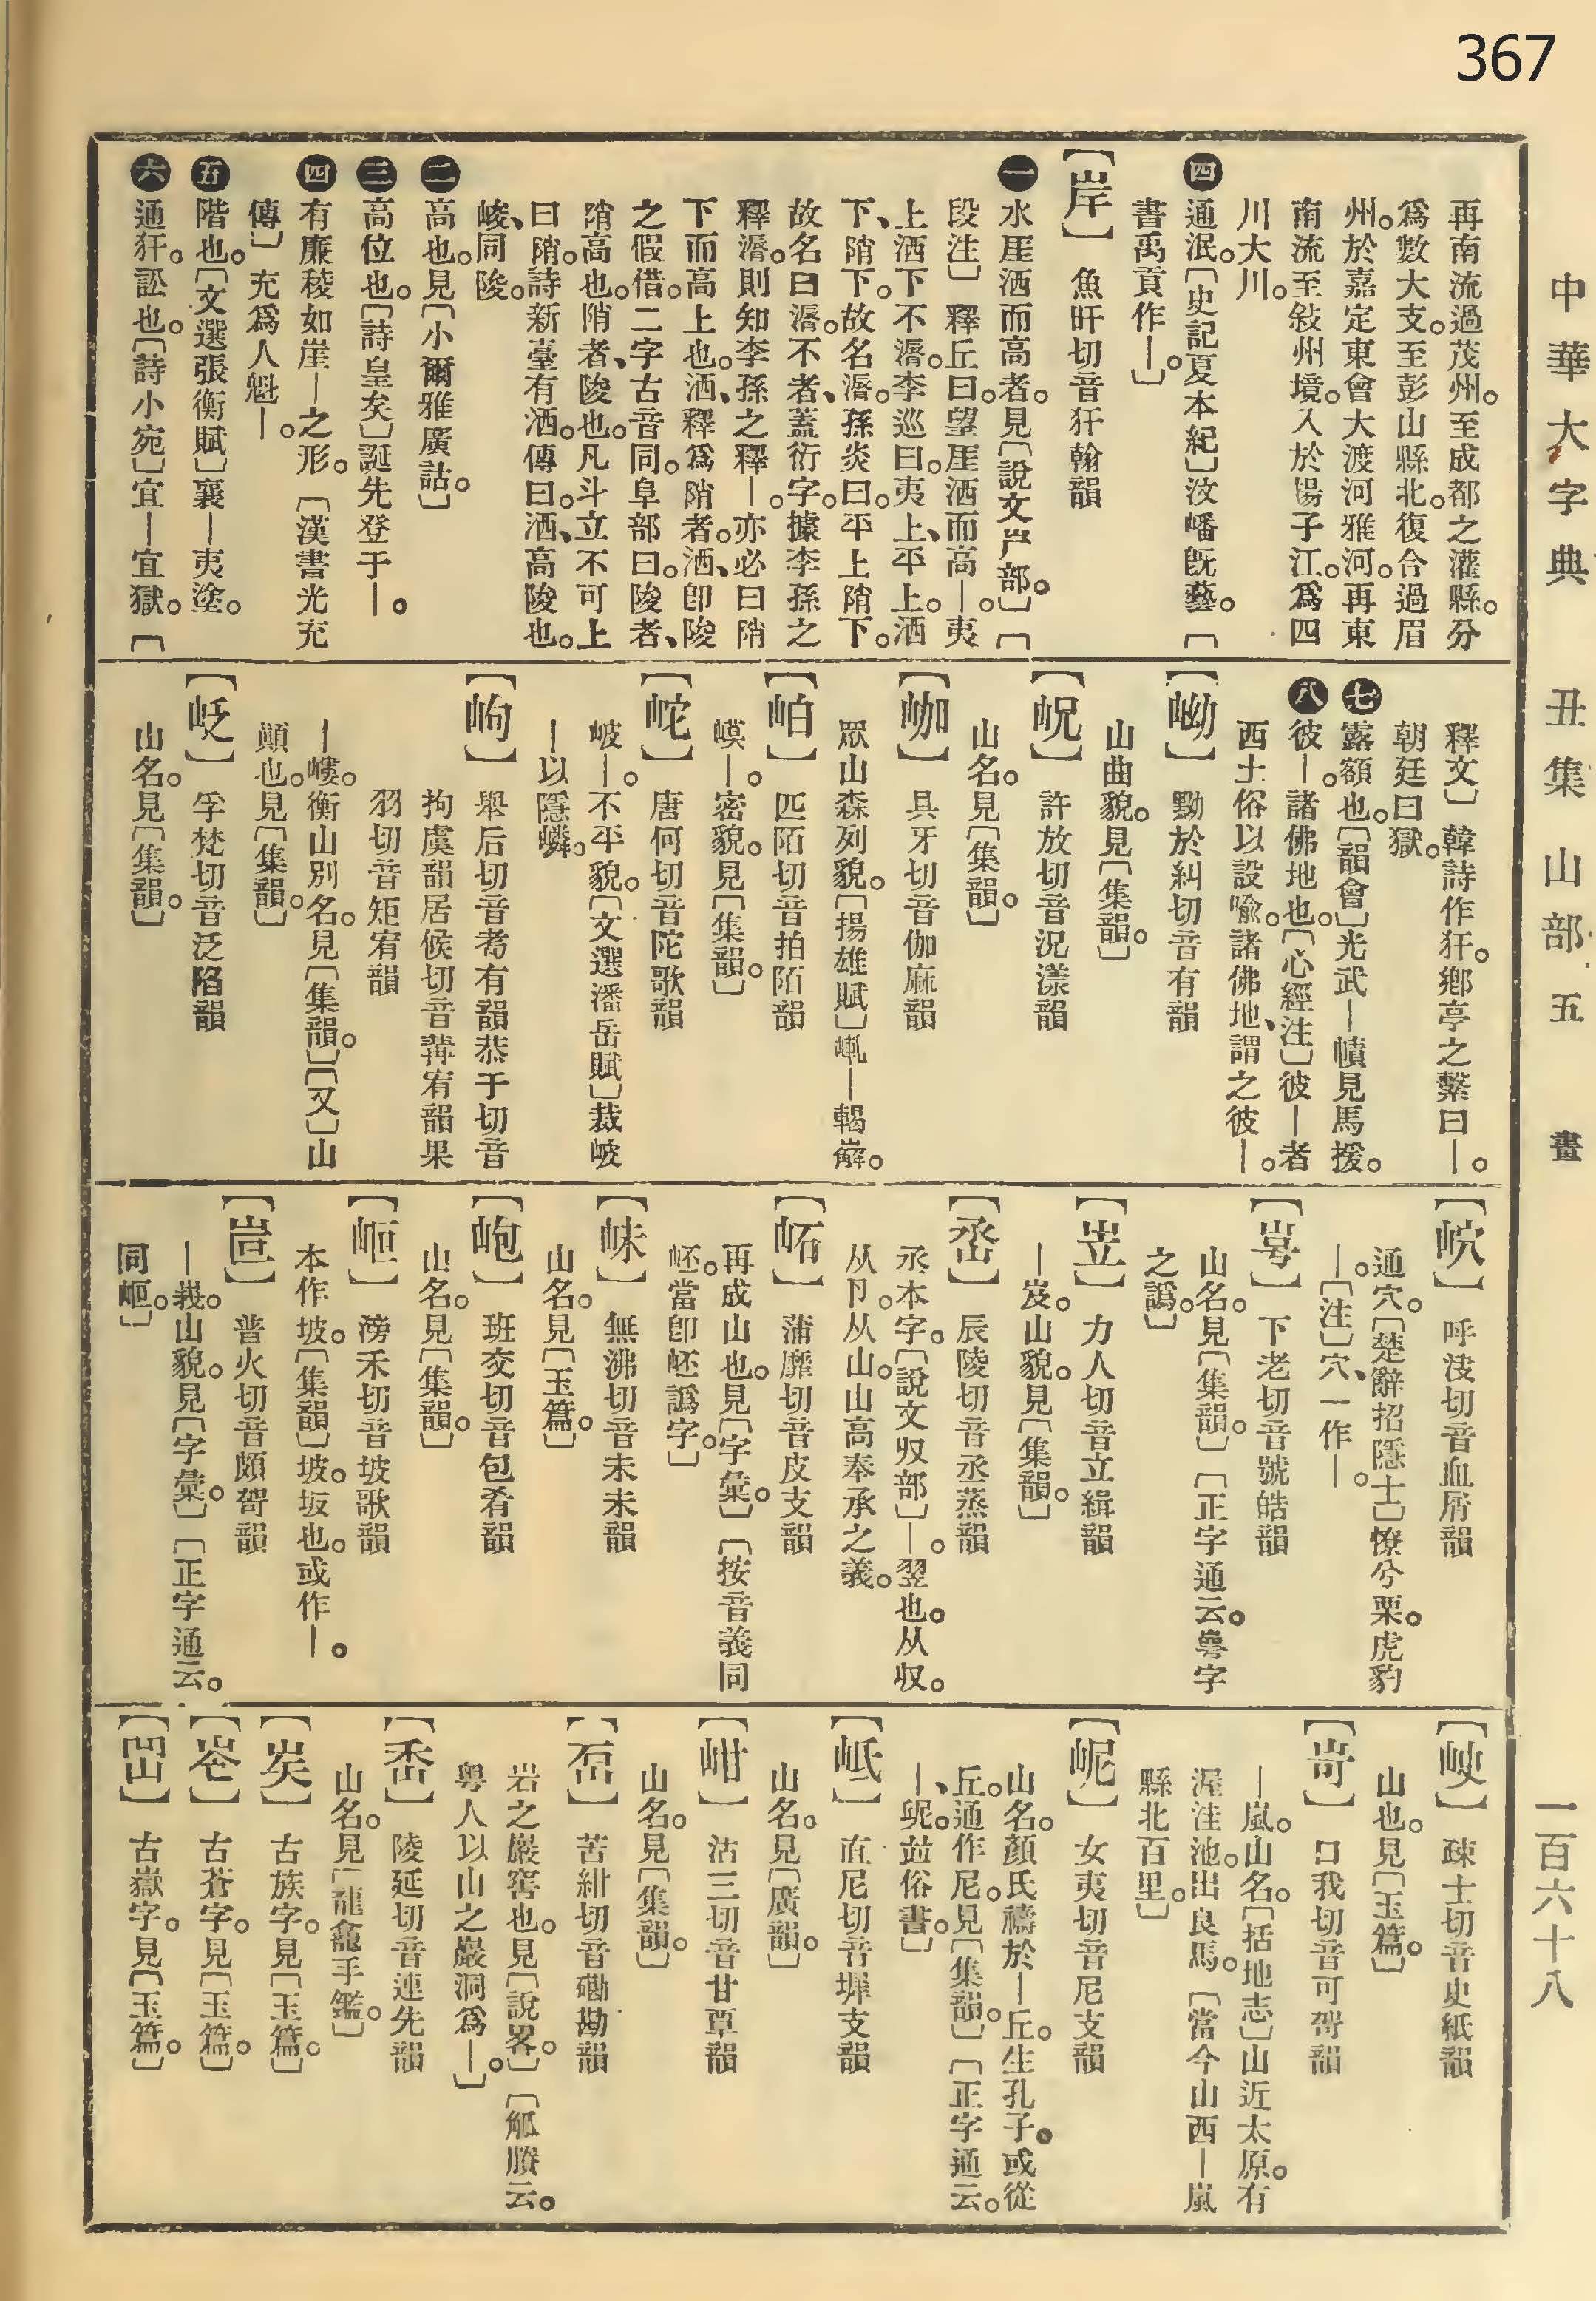 367
中華大字典 丑集 山部 五畫 一百六十八
再南流過茂州。至成都之灌縣。分
爲數大支。至彭山縣北。復合過眉
州。於嘉定東會大渡河雅河。再東
南流至敍州境。入於揚子江。爲四
川大川。
四 通泯。〔史記夏本紀〕汶嶓旣藝。〔
書禹貢作—。〕
〔岸〕 魚旰切音犴翰韻
一 水厓洒而高者。見〔說文屵部。〕〔
段注〕釋丘曰。望厓洒而高—。夷
上洒下不漘。李巡曰。夷上、平上。洒
下、陗下。故名漘。孫炎曰。平上陗下。
故名曰漘。不者、蓋衍字。據李孫之
釋漘。則知李孫之釋—。亦必曰陗
下而高上也。洒、釋爲陗者。洒、卽陵
之假借。二字古音同。阜部曰。陵者、
陗高也。陗者、陵也。凡斗立不可上
曰陗。詩新臺有洒。傳曰。洒、高陵也。
峻、同陵。
二 高也。見〔小爾雅廣詁。〕
三 高位也。〔詩皇矣〕誕先登于—。
四 有廉稜如崖—之形。〔漢書光充
傳〕充爲人魁—。
五 階也。〔文選張衡賦〕襄—夷塗。
六 通犴。訟也。〔詩小宛〕宜—宜獄。〔
釋文〕韓詩作犴。鄉亭之繫曰—。
朝廷曰獄。
七 露額也。〔韻會〕光武—幘見馬援。
八 彼—。諸佛地也。〔心經注〕彼—者
西土俗以設喩。諸佛地、謂之彼—。
〔岰〕 黝於糾切音有韻
山曲貌。見〔集韻。〕
〔岲〕 許放切音況漾韻
山名。見〔集韻。〕
〔㚙〕 具牙切音伽麻韻
眾山森列貌。〔揚雄賦〕—輵嶰。
〔岶〕 匹陌切音拍陌韻
嗼—。密貌。見〔集韻。〕
〔岮〕 唐何切音陀歌韻
岥—。不平貌。〔文選潘岳賦〕裁岥
—以隱嶙。
〔岣〕 舉后切音耇有韻恭于切音
拘虞韻居候切音冓宥韻果
羽切音矩宥韻
—嶁。衡山別名。見〔集韻。〕〔又〕山
顚也。見〔集韻。〕
〔㞏〕 孚梵切音泛陷韻
山名。見〔集韻。〕
〔岤〕 呼決切音血屑韻
通穴。〔楚辭招隱士〕憭兮栗。虎豹
—。〔注〕穴、一作—。
〔㟉〕 下老切音號皓韻
山名。見〔集韻。〕〔正字通云。㟉字
之譌。〕
〔岦〕 力人切音立緝韻
—岌。山貌。見〔集韻。〕
〔峹〕 辰陵切音丞蒸韻
丞本字。〔說文収部〕—。翌也。从収。
从卪。从山。山高奉承之義。
〔㟁〕 蒲靡切音皮支韻
再成山也。見〔字彙。〕〔按音義同
岯。當卽岯譌字。〕
〔㭑〕 無沸切音未未韻
山名。見〔玉篇。〕
〔岉〕 班交切音包肴韻
山名。見〔集韻。〕
〔岠〕 滂禾切音坡歌韻
本作坡。〔集韻〕坡。坂也。或作—。
〔岊〕 普火切音頗哿韻
—峩。山貌。見〔字彙。〕〔正字通云。
同岠。〕
〔㟇〕 疎士切音史紙韻
山也。見〔玉篇。〕
〔岢〕 口我切音可哿韻
—嵐。山名。〔括地志〕山近太原。有
渥洼池。出良馬。〔當今山西—嵐
縣北百里。〕
〔㞾〕 女夷切音尼支韻
山名。顏氏禱於—丘。生孔子。或從
丘。通作尼。見〔集韻。〕〔正字通云。
—、坭。竝俗書。〕
〔岻〕 直尼切音墀支韻
山名。見〔廣韻。〕
〔岾〕 沽三切音甘覃韻
山名。見〔集韻。〕
〔岩〕 苦紺切音磡勘韻
岩之巖窖也。見〔說畧。〕〔觚賸云。
粵人以山之巖洞爲—。〕
〔岙〕 陵延切音連先韻
山名。見〔龍龕手鑑。〕
〔㞺〕 古族字。見〔玉篇。〕
〔峇〕 古蒼字。見〔玉篇。〕
〔岀〕 古嶽字。見〔玉篇。〕